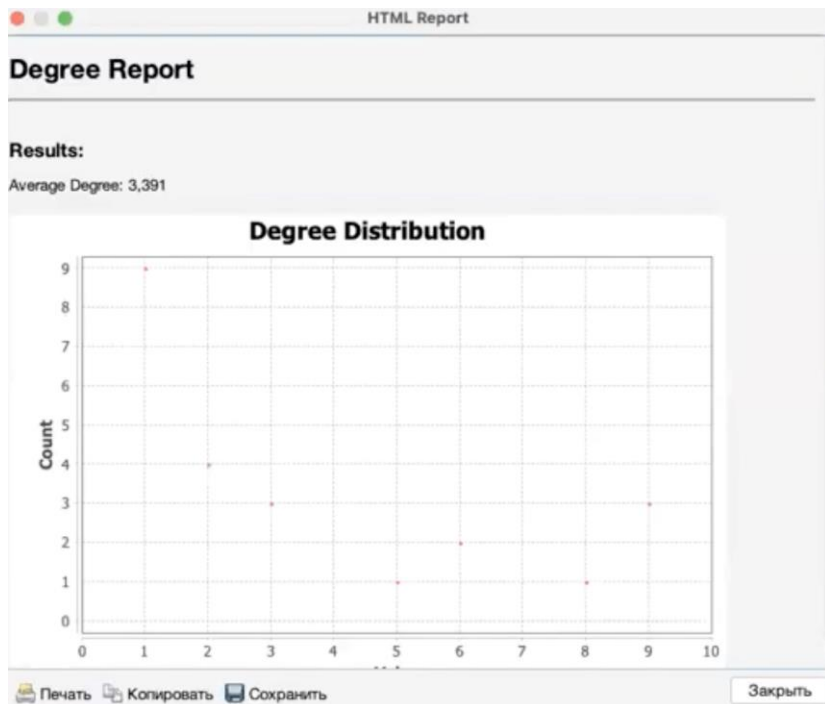 HTML Report
Degree Report
Results:
Average Degree: 3,391
Degree Distribution
9
8
7
6
5
4
3
2
1
0
Count
0 1 2 3 4 5 6 7 8 9 10
Печать Копировать Сохранить Закрыть